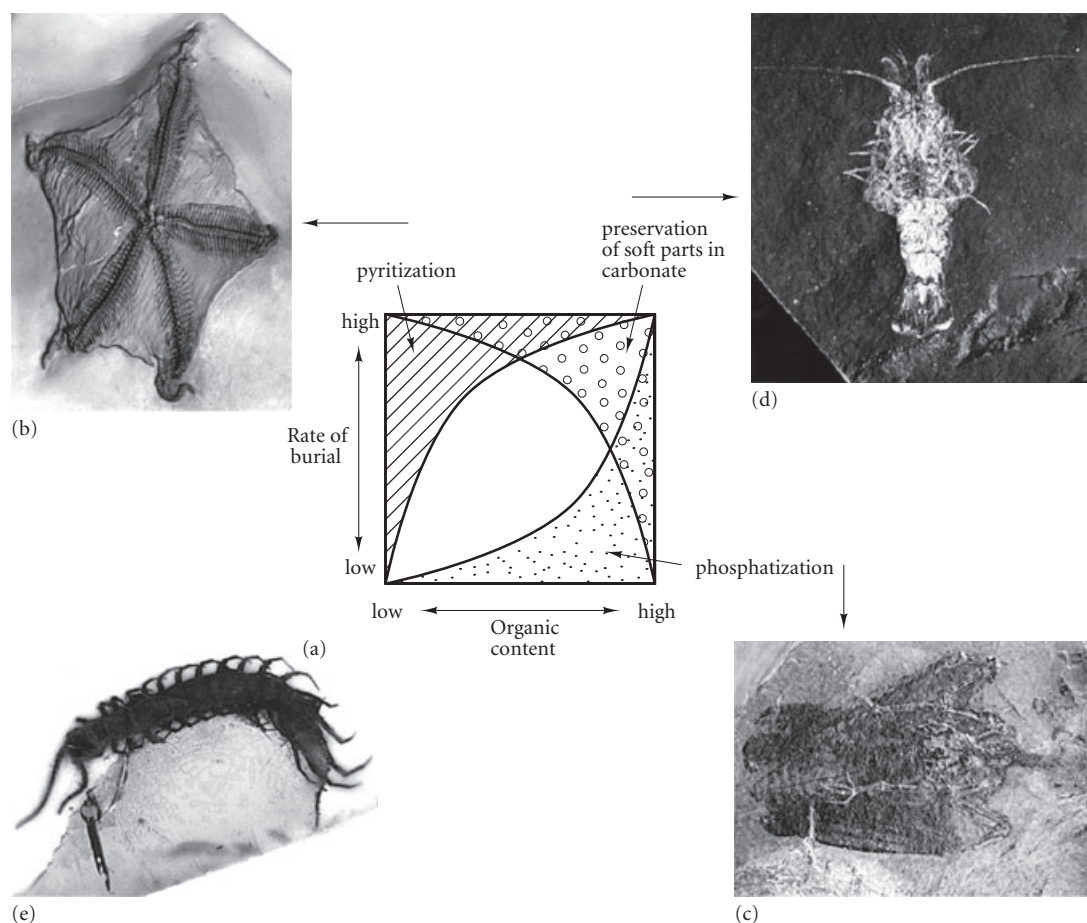 (b)
(d)
pyritization
preservation
of soft parts in
carbonate
high
Rate of
burial
low
low
high
Organic
content
phosphatization
(a)
(e)
(c)